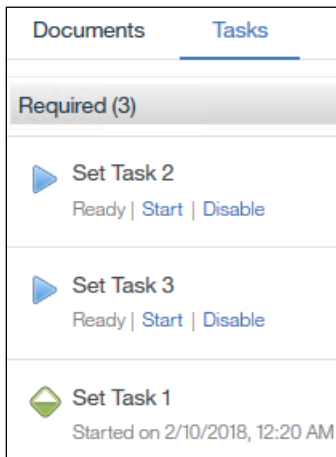 Documents Tasks
Required (3)
Set Task 2
Ready | Start | Disable
Set Task 3
Ready | Start | Disable
Set Task 1
Started on 2/10/2018, 12:20 AM